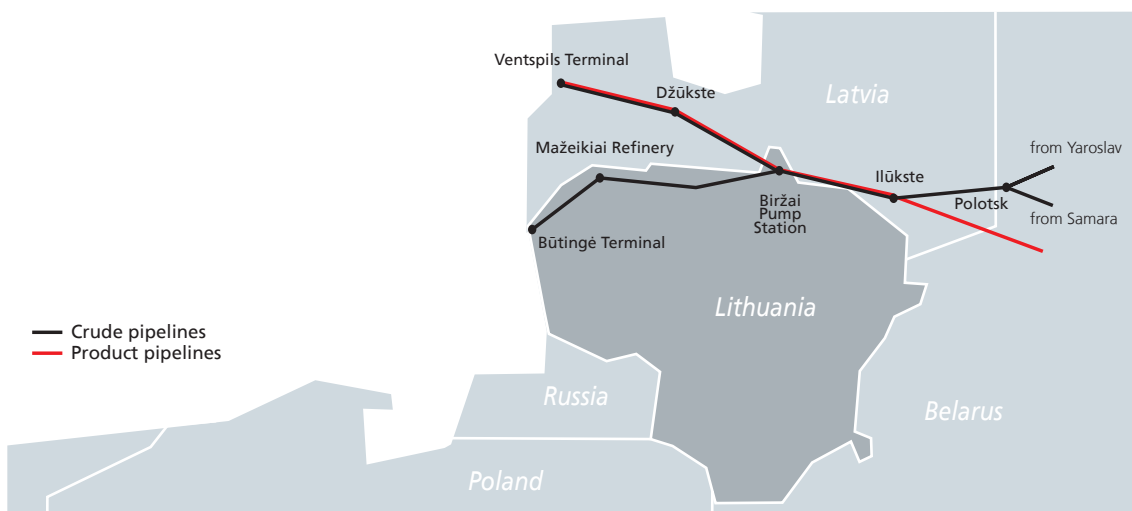 Ventspils Terminal
Džūkste
Latvia
Mažeikiai Refinery
from Yaroslav
Ilūkste
Polotsk
Biržai
Pump
Station
from Samara
Būtingė Terminal
Lithuania
Crude pipelines
Product pipelines
Russia
Belarus
Poland